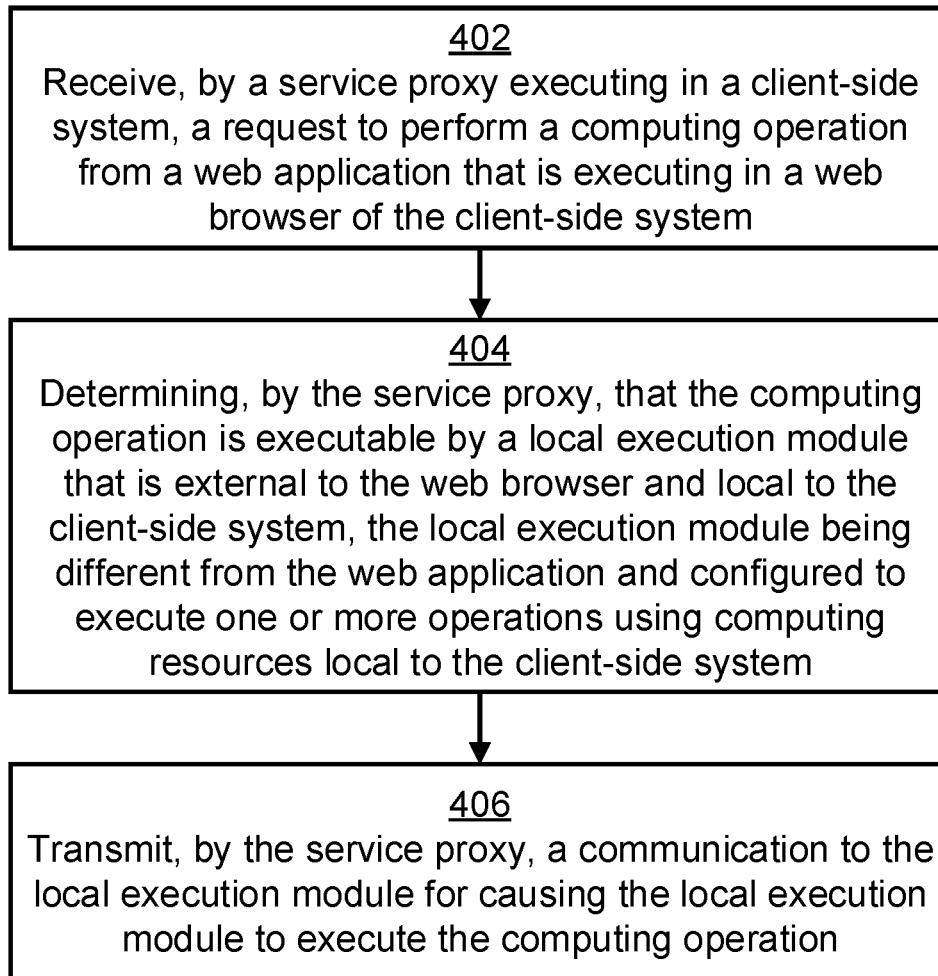 402
Receive, by a service proxy executing in a client-side
system, a request to perform a computing operation
from a web application that is executing in a web
browser of the client-side system
404
Determining, by the service proxy, that the computing
operation is executable by a local execution module
that is external to the web browser and local to the
client-side system, the local execution module being
different from the web application and configured to
execute one or more operations using computing
resources local to the client-side system
406
Transmit, by the service proxy, a communication to the
local execution module for causing the local execution
module to execute the computing operation